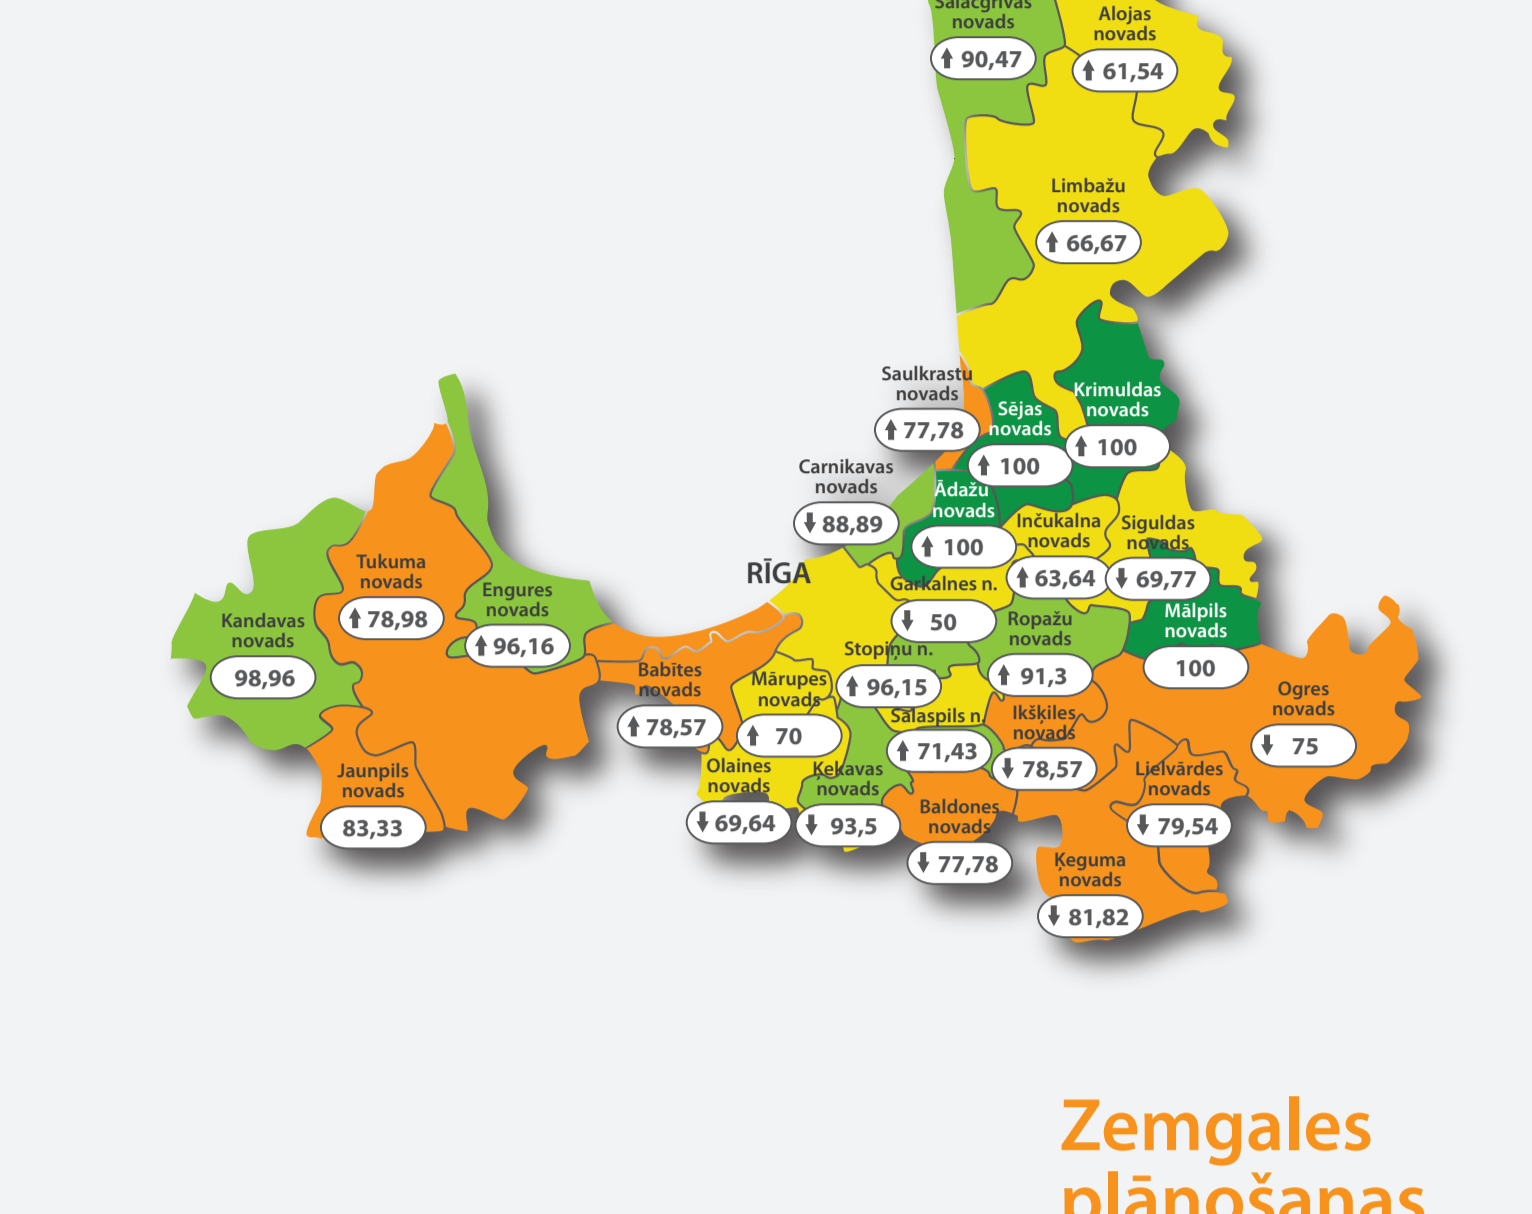 Salacgrīvas
novads
90,47
Alojas
novads
61,54
Limbažu
novads
66,67
Saulkrastu
novads
77,78
Sējas
novads
100
Krimuldas
novads
100
Carnikavas
novads
88,89
Ādažu
novads
100
Inčukalna
novads
63,64
Siguldas
novads
69,77
RĪGA
Garkalnes n.
50
Mālpils
novads
100
Tukuma
novads
78,98
Engures
novads
96,16
Kandavas
novads
98,96
Ropažu
novads
91,3
Stopiņu n.
96,15
Babītes
novads
78,57
Mārupes
novads
70
Salaspils n.
71,43
Ikšķiles
novads
78,57
Ogres
novads
75
Jaunpils
novads
83,33
Olaines
novads
69,64
Ķekavas
novads
93,5
Baldones
novads
77,78
Lielvārdes
novads
79,54
Ķeguma
novads
81,82
Zemgales
plānošanas